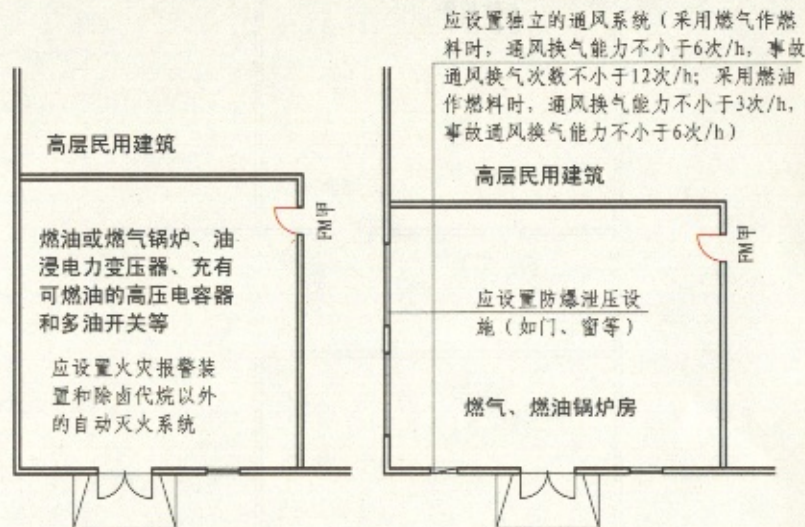 应设置独立的通风系统（采用燃气作燃
料时，通风换气能力不小于6次/h，事故
通风换气次数不小于12次/h；采用燃油
作燃料时，通风换气能力不小于3次/h，
事故通风换气能力不小于6次/h）
高层民用建筑
FM甲
燃油或燃气锅炉、油
浸电力变压器、充有
可燃油的高压电容器
和多油开关等
应设置火灾报警装
置和除卤代烷以外
的自动灭火系统
高层民用建筑
FM甲
应设置防爆泄压设
施（如门、窗等）
燃气、燃油锅炉房